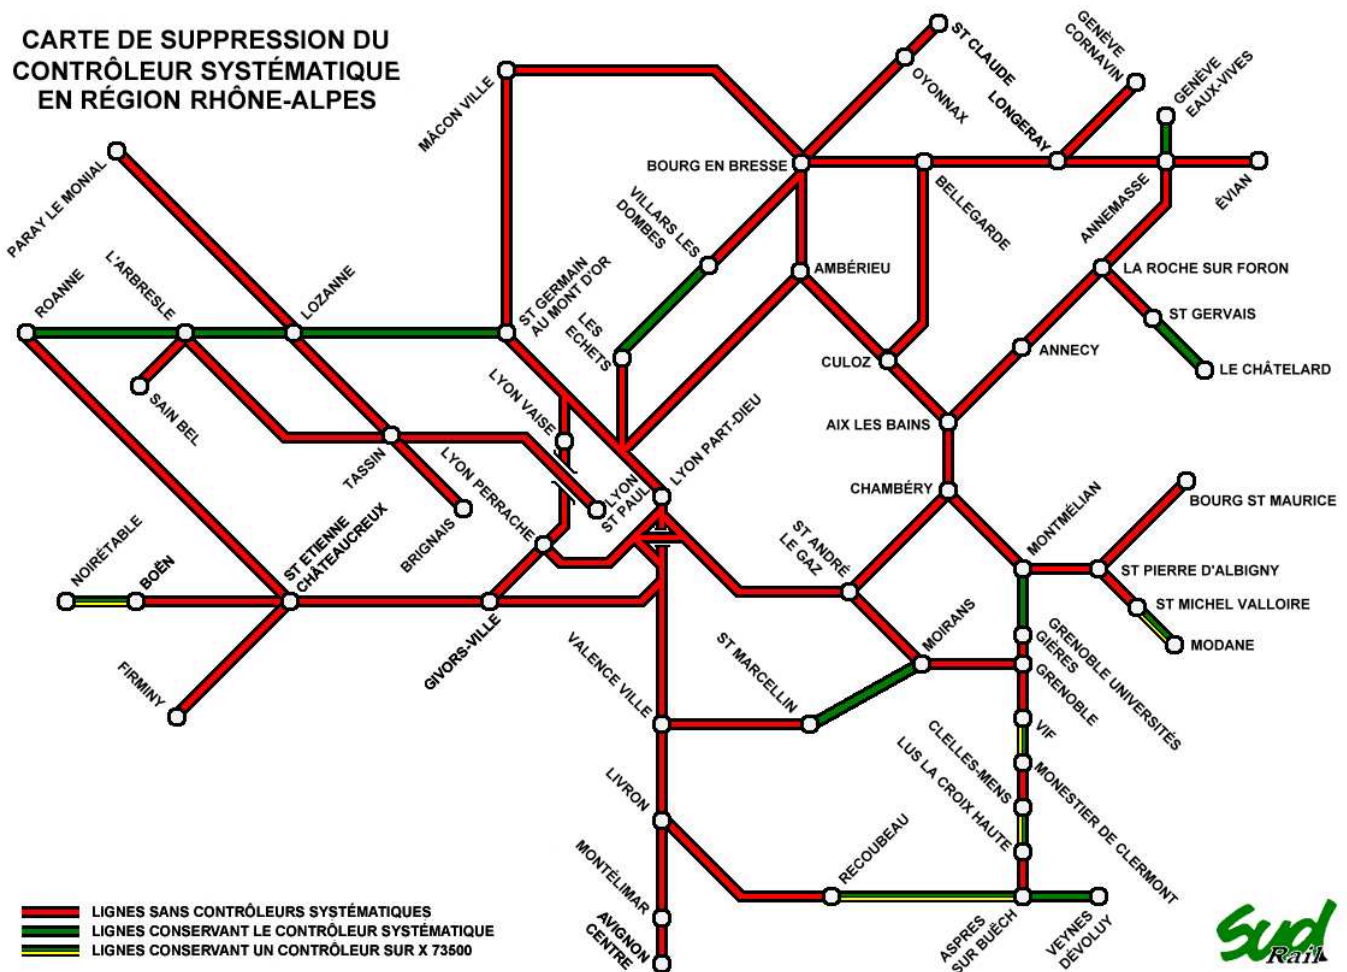 CARTE DE SUPPRESSION DU
CONTRÔLEUR SYSTÉMATIQUE
EN RÉGION RHÔNE-ALPES
MÂCON VILLE
ST CLAUDE
OYONNAX
GENÈVE
CORNAVIN
LONGERAY
GENÈVE
EAUX-VIVES
PARAY LE MONIAL
BOURG EN BRESSE
BELLEGARDE
ANNEMASSE
ÉVIAN
VILLARS LES
DOMBES
ROANNE
L'ARBRESLE
LOZANNE
ST GERMAIN
AU MONT D'OR
LES
ECHETS
AMBÉRIEU
LA ROCHE SUR FORON
ST GERVAIS
LE CHÂTELARD
CULOZ
ANNECY
SAIN BEL
LYON VAISE
AIX LES BAINS
TASSIN
LYON PERRACHE
LYON
ST PAUL
LYON PART-DIEU
CHAMBÉRY
BRIGNAIS
MONTMÉLIAN
BOURG ST MAURICE
NOIRÉTABLE
BOËN
ST ETIENNE
CHÂTEAUCREUX
ST ANDRÉ
LE GAZ
ST PIERRE D'ALBIGNY
ST MICHEL VALLOIRE
MODANE
FIRMINY
GIVORS-VILLE
VALENCE VILLE
ST MARCELLIN
MOIRANS
GRENOBLE UNIVERSITÉS
GIÈRES
GRENOBLE
VIF
CLELLES-MENS
LUS LA CROIX HAUTE
MONESTIER DE CLERMONT
LIVRON
RECOUBEAU
MONTÉLIMAR
AVIGNON
CENTRE
ASPRES
SUR BUËCH
VEYNES
DÉVOLUY
LIGNES SANS CONTRÔLEURS SYSTÉMATIQUES
LIGNES CONSERVANT LE CONTRÔLEUR SYSTÉMATIQUE
LIGNES CONSERVANT UN CONTRÔLEUR SUR X 73500
Sud
Rail